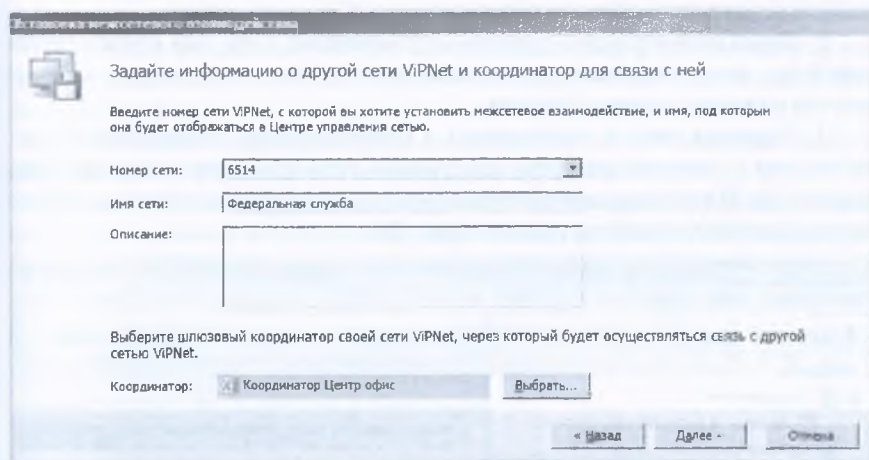 Установка межсетевого взаимодействия
Задайте информацию о другой сети ViPNet и координатор для связи с ней
Введите номер сети ViPNet, с которой вы хотите установить межсетевое взаимодействие, и имя, под которым
она будет отображаться в Центре управления сетью.
Номер сети: 6514
Имя сети: Федеральная служба
Описание:
Выберите шлюзовый координатор своей сети ViPNet, через который будет осуществляться связь с другой
сетью ViPNet.
Координатор: Координатор Центр офис Выбрать...
« Назад Далее - Отмена